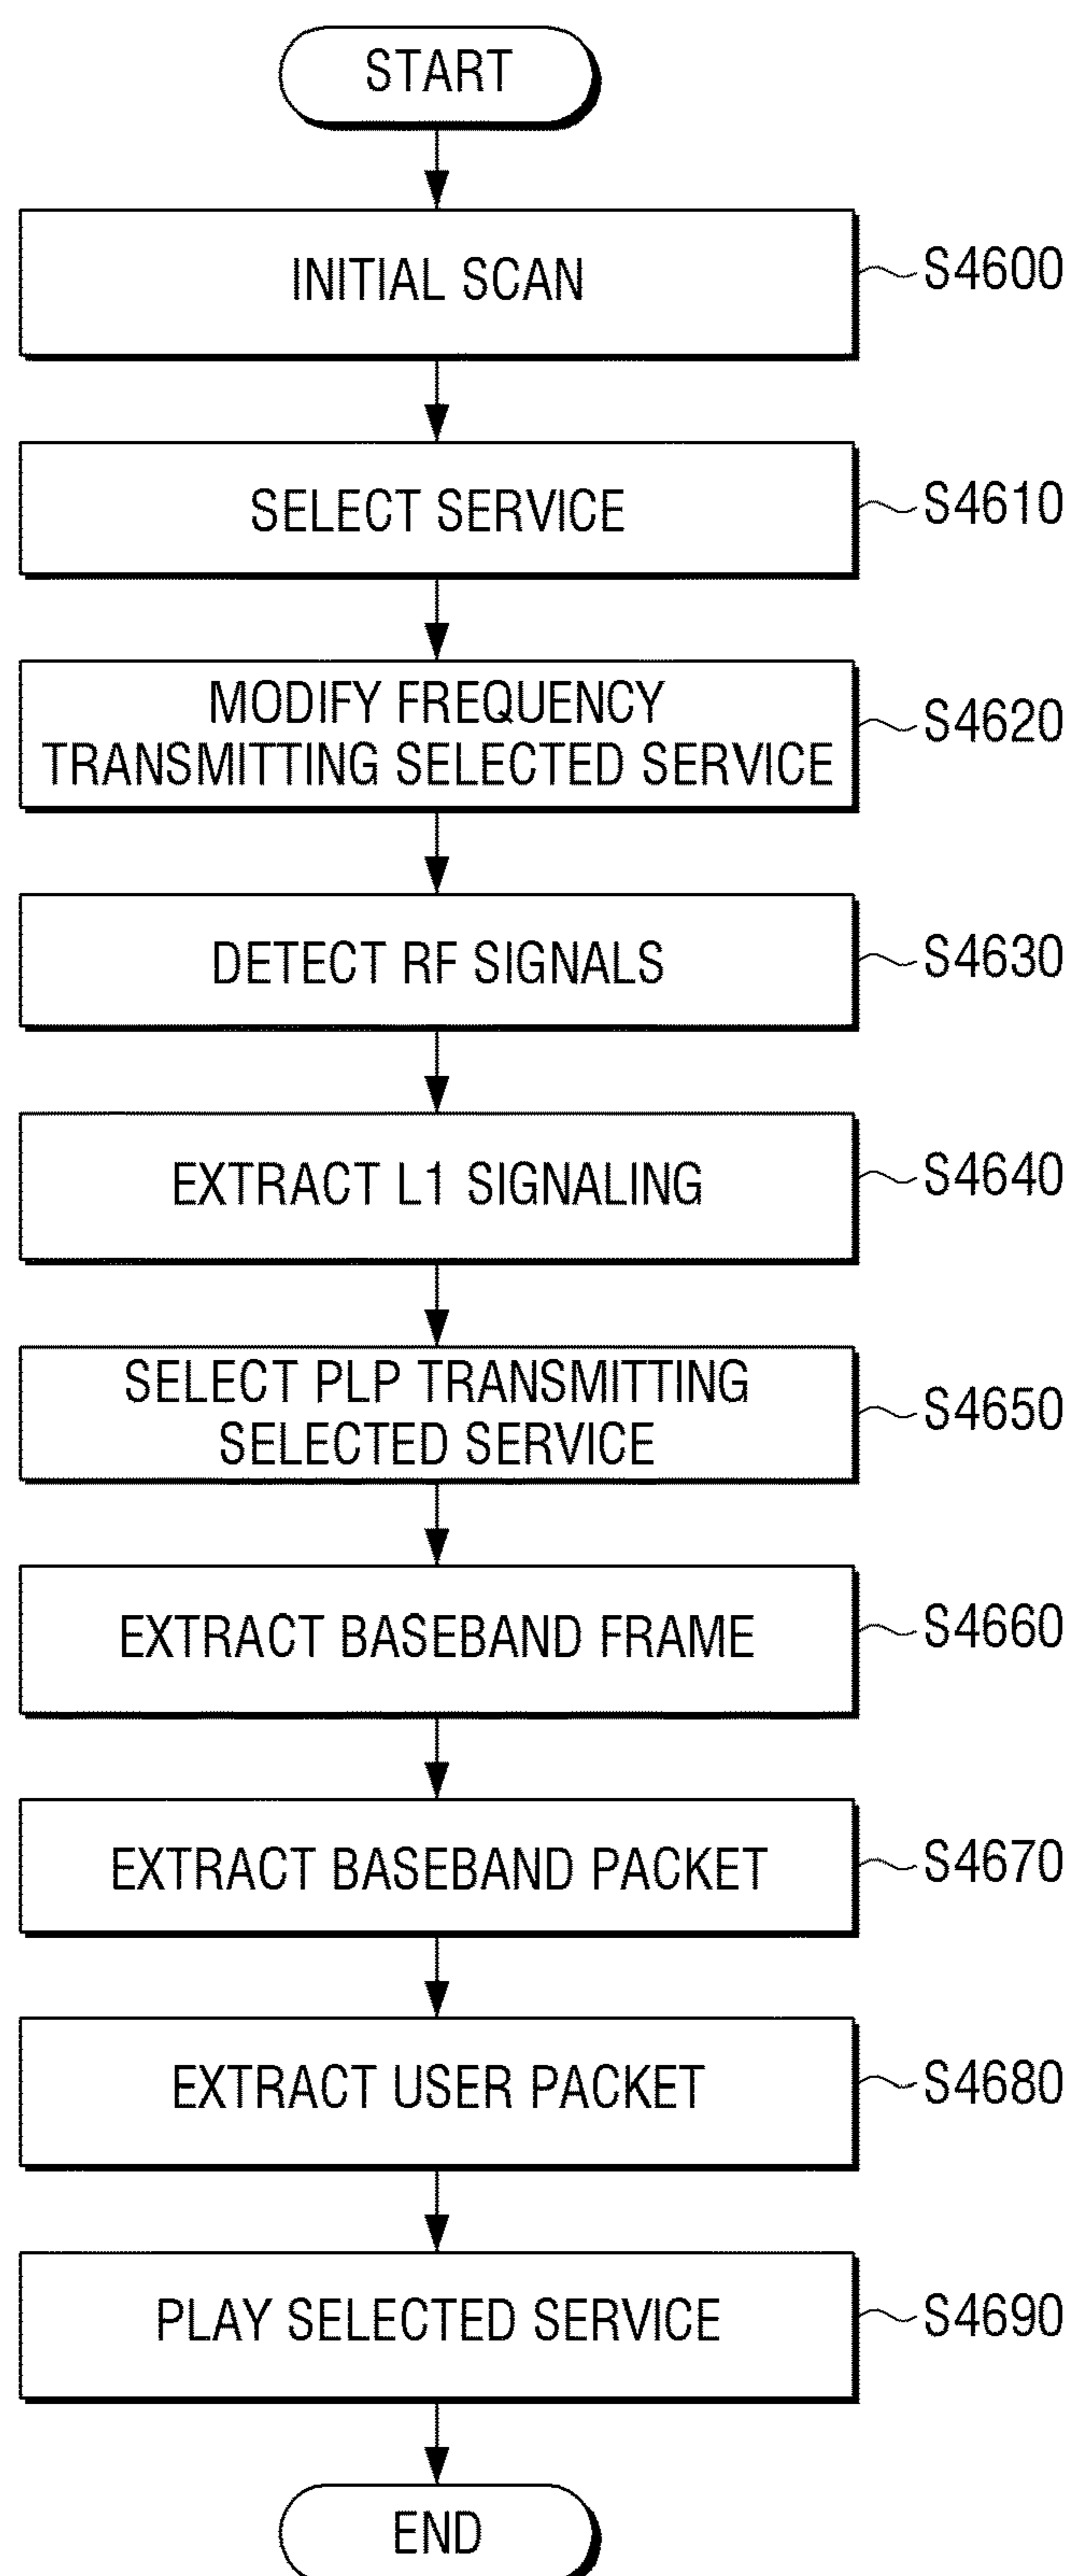 START
INITIAL SCAN
S4600
SELECT SERVICE
S4610
MODIFY FREQUENCY
TRANSMITTING SELECTED SERVICE
S4620
DETECT RF SIGNALS
S4630
EXTRACT L1 SIGNALING
S4640
SELECT PLP TRANSMITTING
SELECTED SERVICE
S4650
EXTRACT BASEBAND FRAME
S4660
EXTRACT BASEBAND PACKET
S4670
EXTRACT USER PACKET
S4680
PLAY SELECTED SERVICE
S4690
END